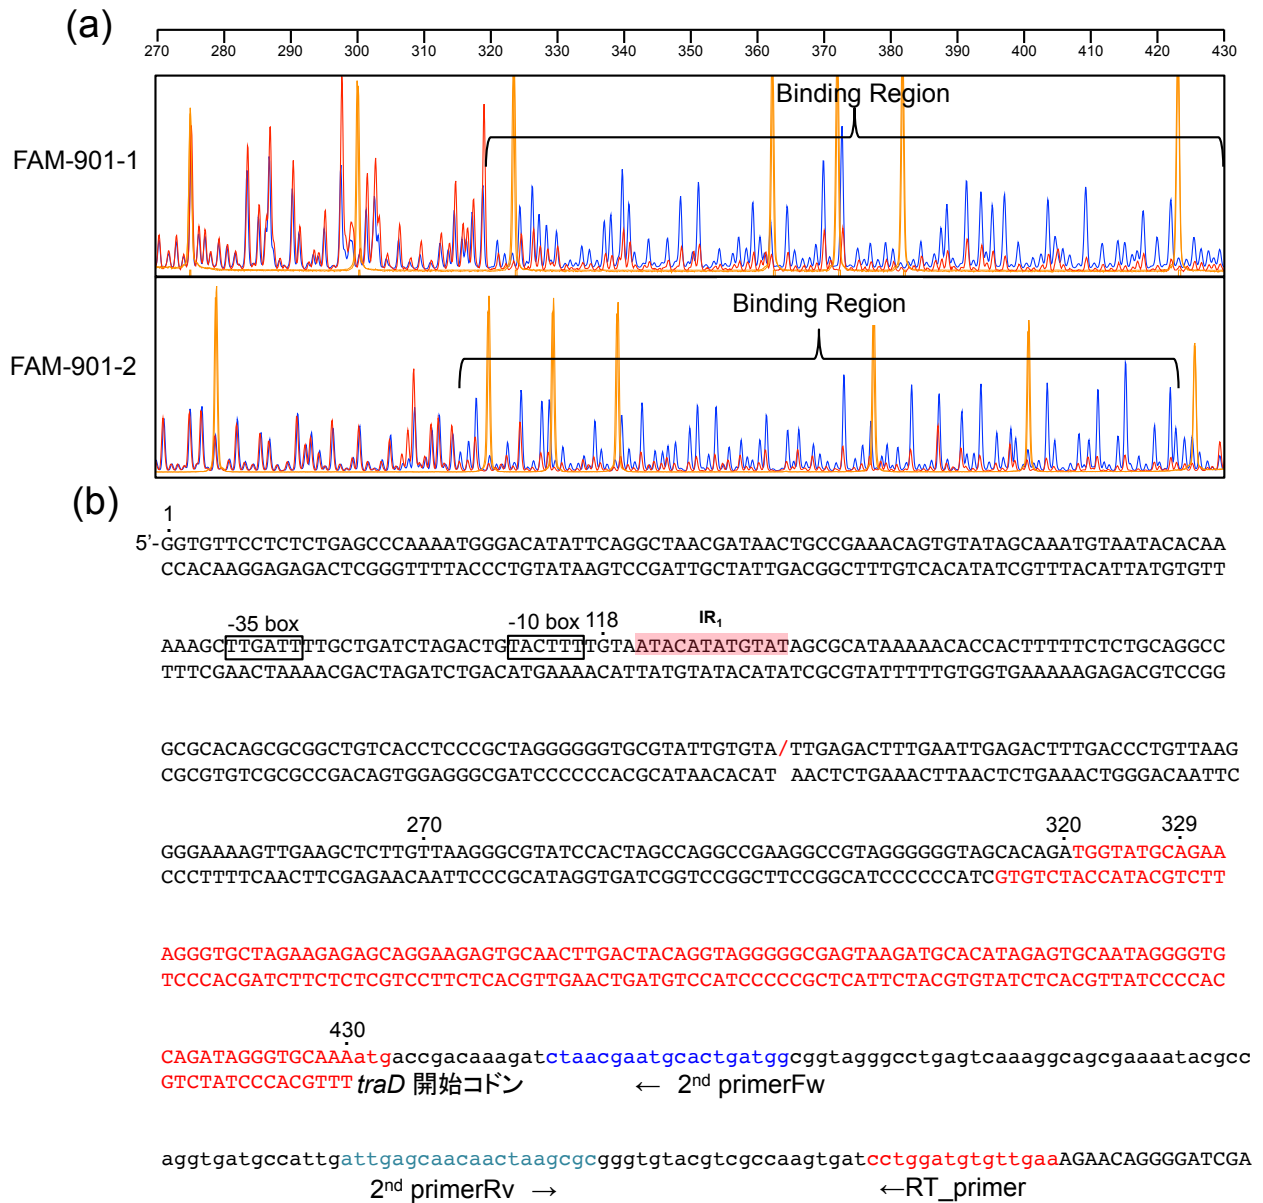 (a)
270 280 290 300 310 320 330 340 350 360 370 380 390 400 410 420 430
FAM-901-1
Binding Region
FAM-901-2
Binding Region
(b)
1
5'-GGTGTTCCTCTCTGAGCCCAAAATGGGACATATTCAGGCTAACGATAACTGCCGAAACAGTGTATAGCAAATGTAATACACAA
CCACAAGGAGAGACTCGGGTTTTACCCTGTATAAGTCCGATTGCTATTGACGGCTTTGTCACATATCGTTTACATTATGTGTT
-35 box -10 box 118 IR1
AAAGCTTGATTTTGCTGATCTAGACTGTACTTTTGTAATACATATGTATAGCGCATAAAAACACCACTTTTTCTCTGCAGGCC
TTTCGAACTAAAACGACTAGATCTGACATGAAAACATTATGTATACATATCGCGTATTTTTGTGGTGAAAAAGAGACGTCCGG
GCGCACAGCGCGGCTGTCACCTCCCGCTAGGGGGGTGCGTATTGTGTA/TTGAGACTTTGAATTGAGACTTTGACCCTGTTAAG
CGCGTGTCGCGCCGACAGTGGAGGGCGATCCCCCCACGCATAACACAT AACTCTGAAACTTAACTCTGAAACTGGGACAATTC
270 320 329
GGGAAAAGTTGAAGCTCTTGTTAAGGGCGTATCCACTAGCCAGGCCGAAGGCCGTAGGGGGGTAGCACAGATGGTATGCAGAA
CCCTTTTCAACTTCGAGAACAATTCCCGCATAGGTGATCGGTCCGGCTTCCGGCATCCCCCCATCGTGTCTACCATACGTCTT
AGGGTGCTAGAAGAGAGCAGGAAGAGTGCAACTTGACTACAGGTAGGGGGCGAGTAAGATGCACATAGAGTGCAATAGGGGTG
TCCCACGATCTTCTCTCGTCCTTCTCACGTTGAACTGATGTCCATCCCCCGCTCATTCTACGTGTATCTCACGTTATCCCCAC
430
CAGATAGGGTGCAAAatgaccgacaaagatctaacgaatgcactgatggcggtagggcctgagtcaaaggcagcgaaaatacgcc
GTCTATCCCACGTTT traD 開始コドン ← 2nd primerFw
aggtgatgccattgattgagcaacaactaagcgcgggtgtacgtcgccaagtgatcctggatgtgttgaaAGAACAGGGGATCGA
2nd primerRv → ←RT_primer